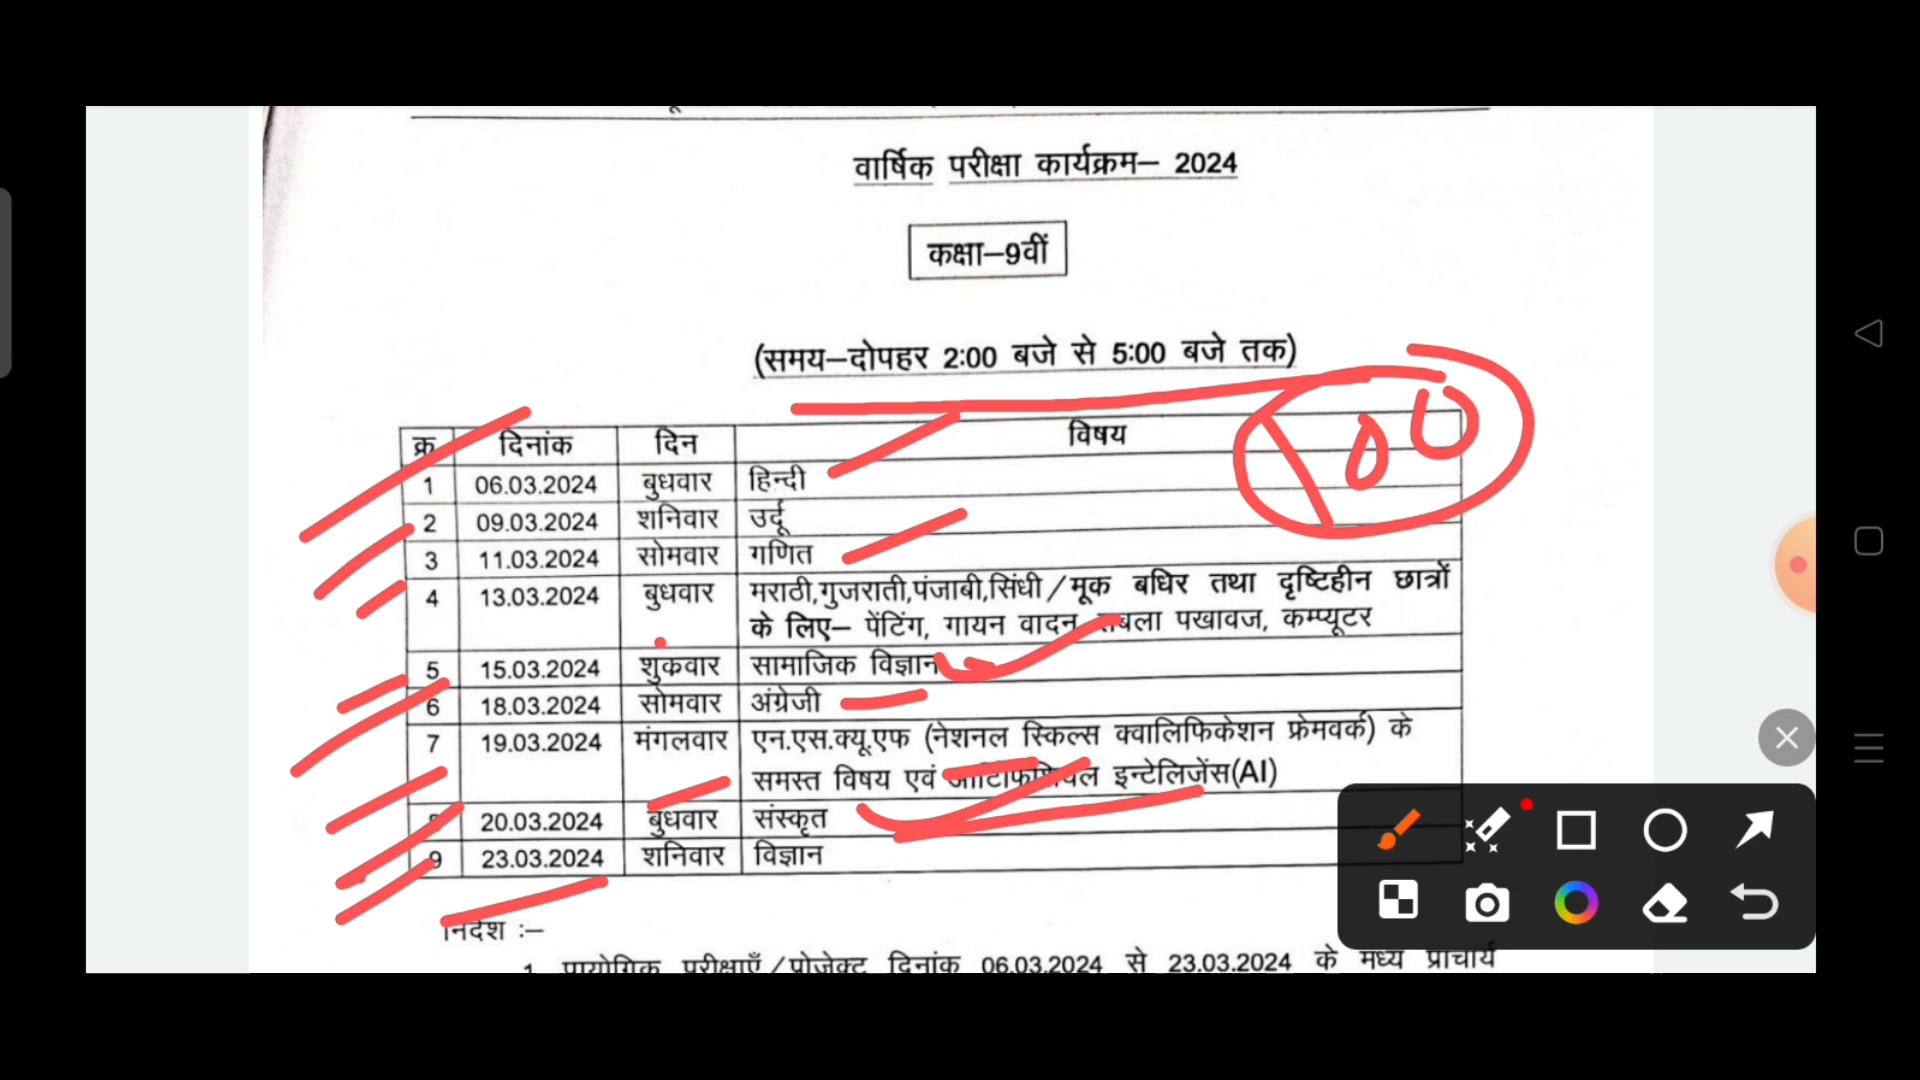 वार्षिक परीक्षा कार्यक्रम– 2024
कक्षा–9वीं
(समय–दोपहर 2:00 बजे से 5:00 बजे तक)
100
क्र दिनांक दिन विषय
1 06.03.2024 बुधवार हिन्दी
2 09.03.2024 शनिवार उर्दू
3 11.03.2024 सोमवार गणित
4 13.03.2024 बुधवार मराठी,गुजराती,पंजाबी,सिंधी/मूक बधिर तथा दृष्टिहीन छात्रों
के लिए– पेंटिंग, गायन वादन, तबला पखावज, कम्प्यूटर
5 15.03.2024 शुक्रवार सामाजिक विज्ञान
6 18.03.2024 सोमवार अंग्रेजी
7 19.03.2024 मंगलवार एन.एस.क्यू.एफ (नेशनल स्किल्स क्वालिफिकेशन फ्रेमवर्क) के
समस्त विषय एवं आर्टिफिशियल इन्टेलिजेंस(AI)
8 20.03.2024 बुधवार संस्कृत
9 23.03.2024 शनिवार विज्ञान
निर्देश :–
1. प्रायोगिक परीक्षाएँ/प्रोजेक्ट दिनांक 06.03.2024 से 23.03.2024 के मध्य प्राचार्य